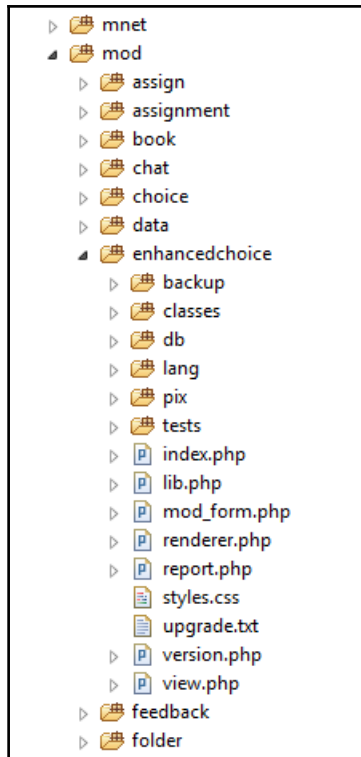 mnet
mod
assign
assignment
book
chat
choice
data
enhancedchoice
backup
classes
db
lang
pix
tests
index.php
lib.php
mod_form.php
renderer.php
report.php
styles.css
upgrade.txt
version.php
view.php
feedback
folder